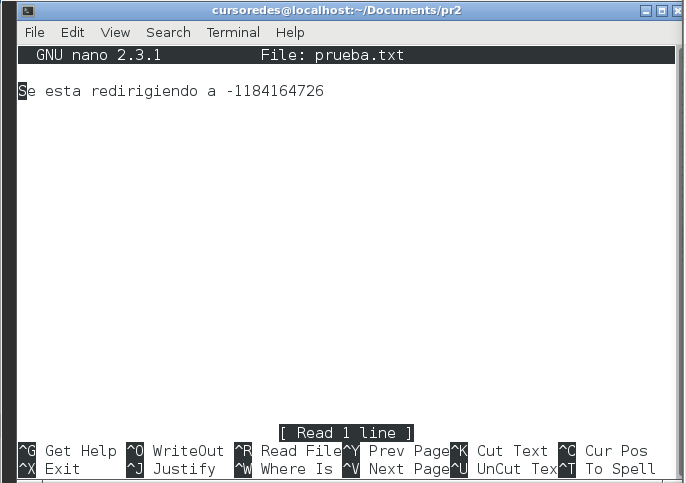 cursoredes@localhost:~/Documents/pr2
File Edit View Search Terminal Help
GNU nano 2.3.1 File: prueba.txt
Se esta redirigiendo a -1184164726
[ Read 1 line ]
^G Get Help ^O WriteOut ^R Read File^Y Prev Page^K Cut Text ^C Cur Pos
^X Exit ^J Justify ^W Where Is ^V Next Page^U UnCut Tex^T To Spell